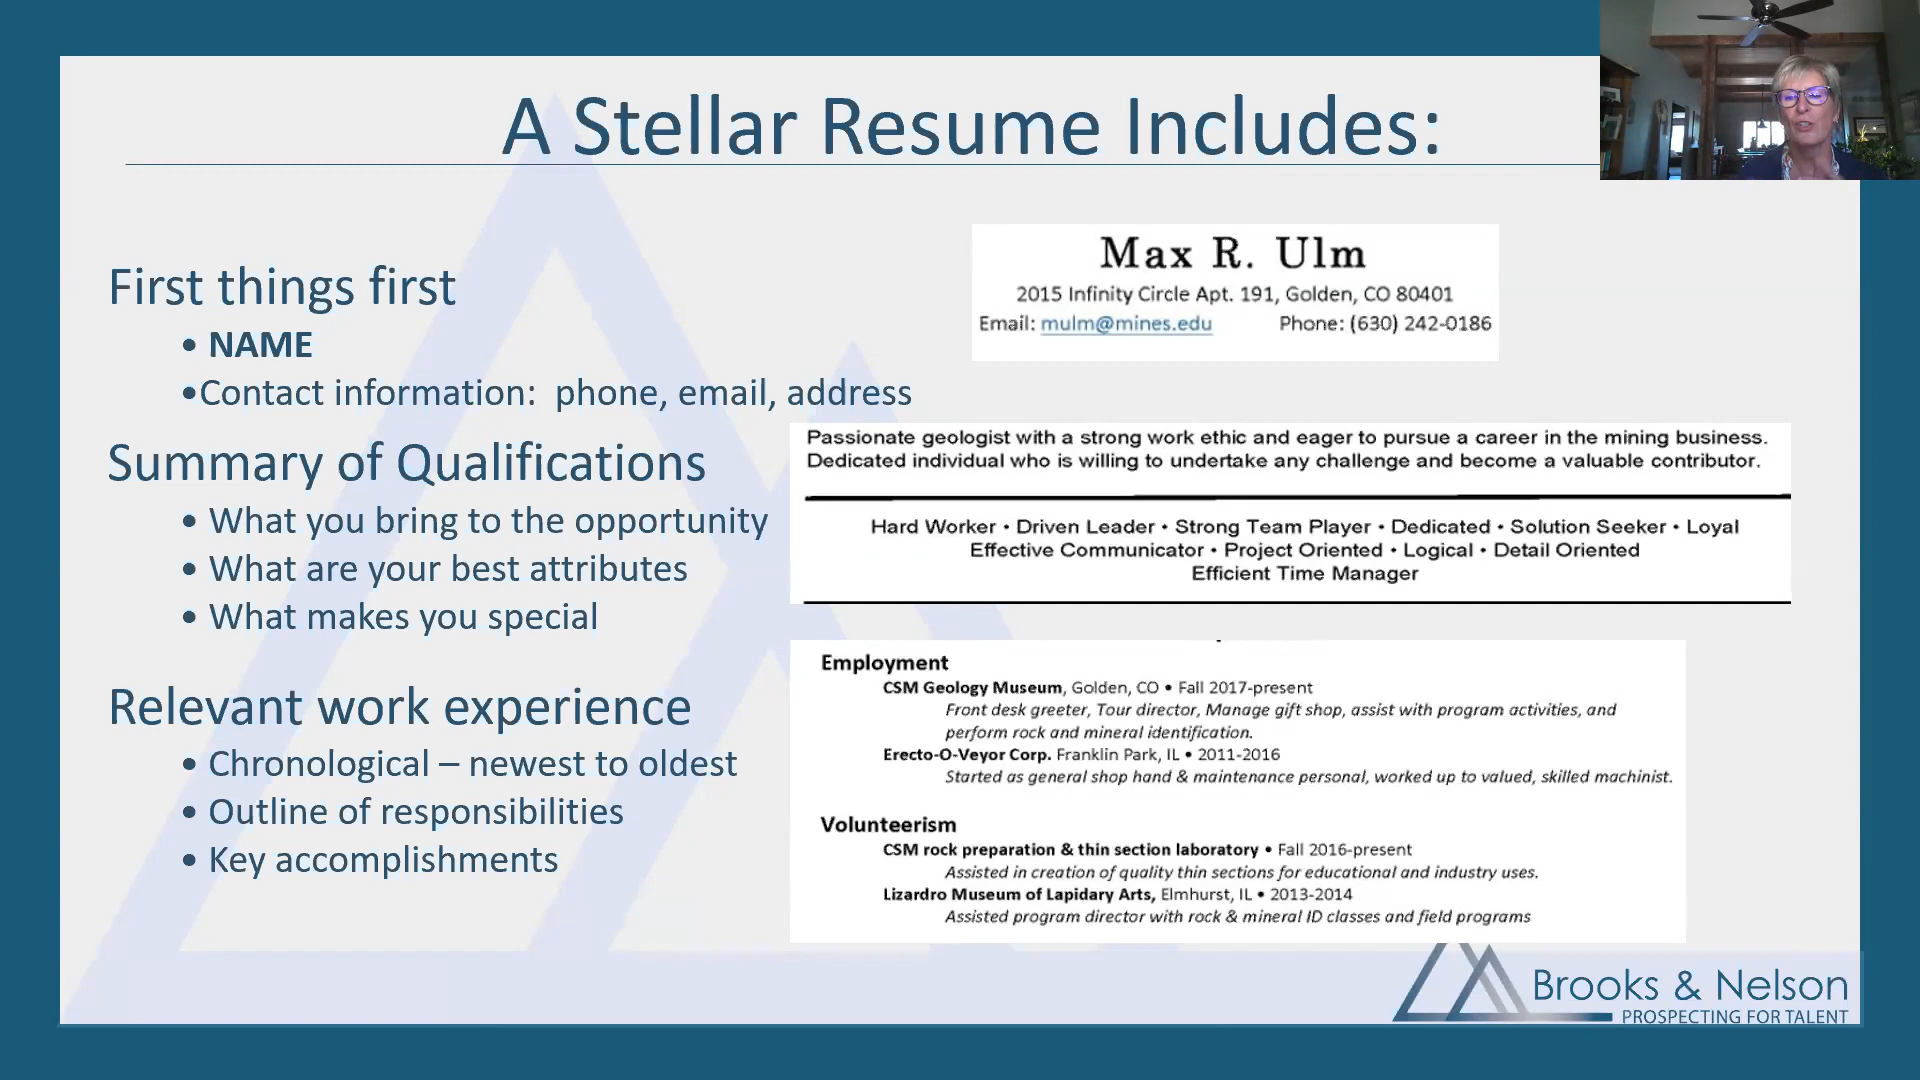 A Stellar Resume Includes:
First things first
• NAME
•Contact information: phone, email, address
Summary of Qualifications
• What you bring to the opportunity
• What are your best attributes
• What makes you special
Relevant work experience
• Chronological – newest to oldest
• Outline of responsibilities
• Key accomplishments
Max R. Ulm
2015 Infinity Circle Apt. 191, Golden, CO 80401
Email: mulm@mines.edu Phone: (630) 242-0186
Passionate geologist with a strong work ethic and eager to pursue a career in the mining business.
Dedicated individual who is willing to undertake any challenge and become a valuable contributor.
Hard Worker • Driven Leader • Strong Team Player • Dedicated • Solution Seeker • Loyal
Effective Communicator • Project Oriented • Logical • Detail Oriented
Efficient Time Manager
Employment
CSM Geology Museum, Golden, CO • Fall 2017-present
Front desk greeter, Tour director, Manage gift shop, assist with program activities, and
perform rock and mineral identification.
Erecto-O-Veyor Corp. Franklin Park, IL • 2011-2016
Started as general shop hand & maintenance personal, worked up to valued, skilled machinist.
Volunteerism
CSM rock preparation & thin section laboratory • Fall 2016-present
Assisted in creation of quality thin sections for educational and industry uses.
Lizardro Museum of Lapidary Arts, Elmhurst, IL • 2013-2014
Assisted program director with rock & mineral ID classes and field programs
Brooks & Nelson
PROSPECTING FOR TALENT